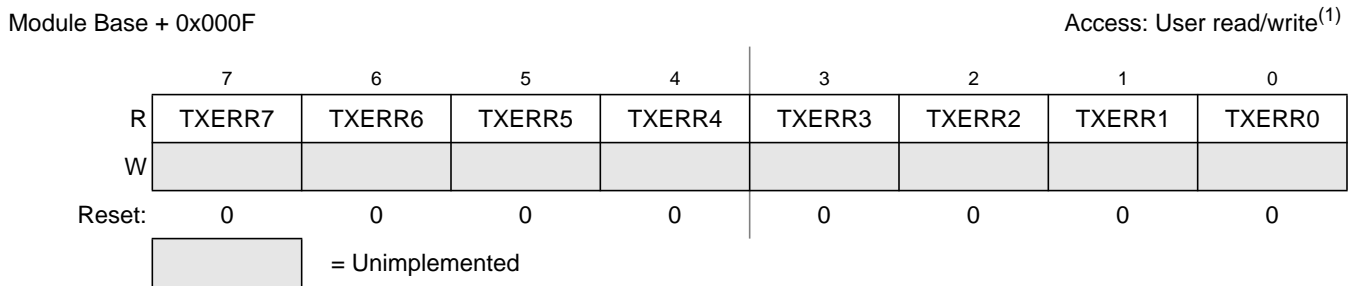 Module Base + 0x000F Access: User read/write(1)
7 6 5 4 3 2 1 0
R TXERR7 TXERR6 TXERR5 TXERR4 TXERR3 TXERR2 TXERR1 TXERR0
W
Reset: 0 0 0 0 0 0 0 0
= Unimplemented